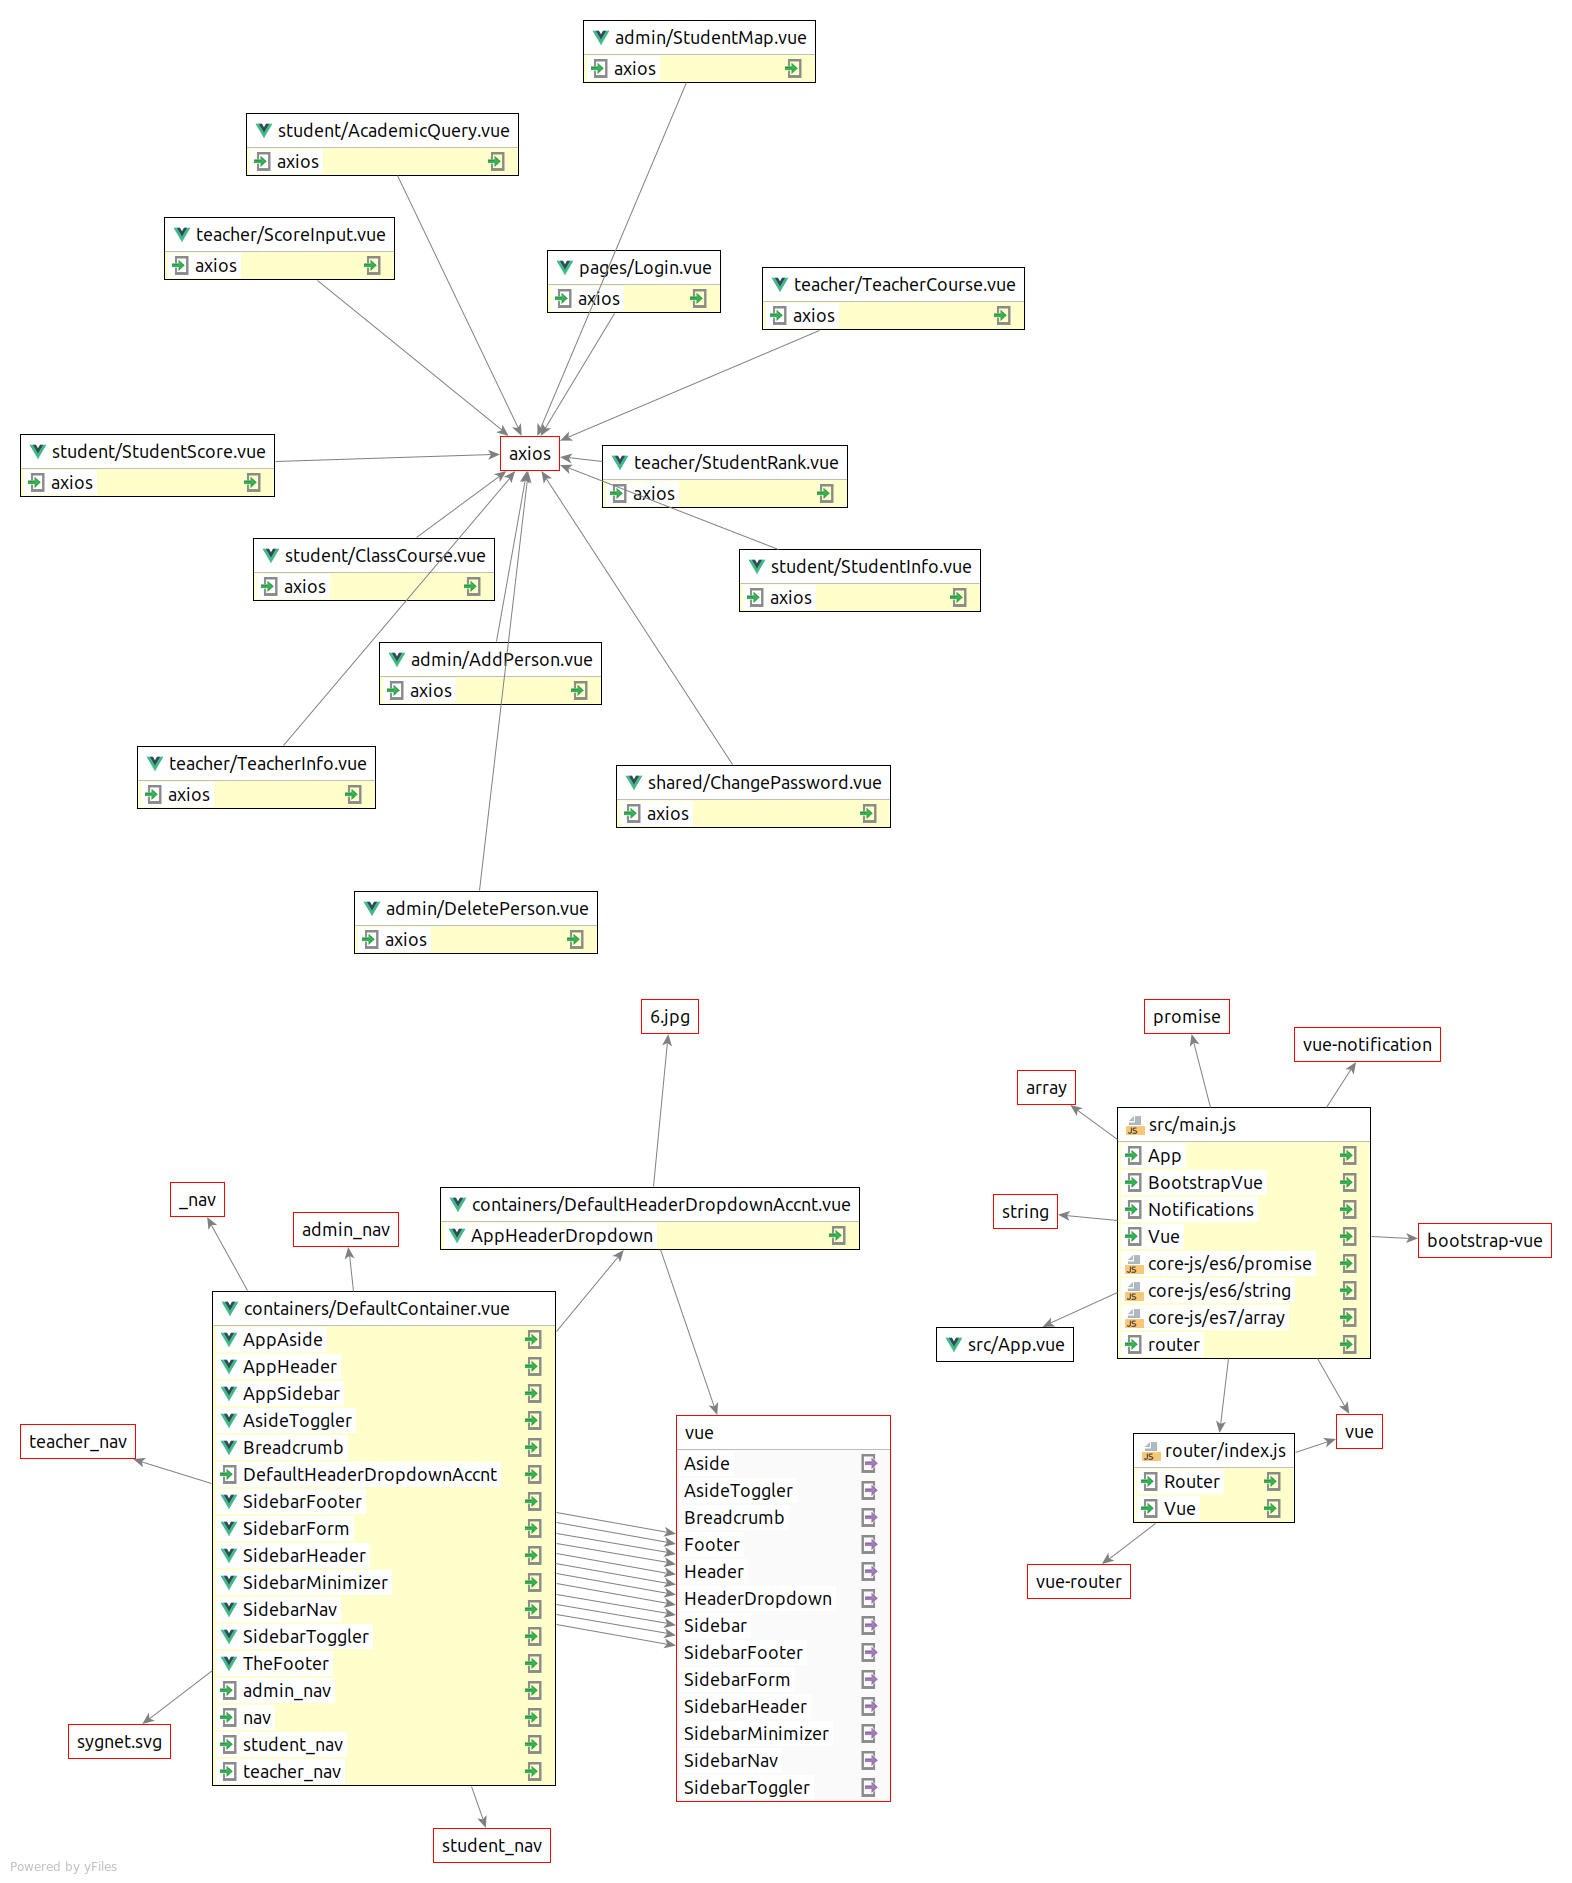 admin/StudentMap.vue
axios
student/AcademicQuery.vue
axios
teacher/ScoreInput.vue
axios
pages/Login.vue
axios
teacher/TeacherCourse.vue
axios
student/StudentScore.vue
axios
axios
teacher/StudentRank.vue
axios
student/ClassCourse.vue
axios
student/StudentInfo.vue
axios
admin/AddPerson.vue
axios
teacher/TeacherInfo.vue
axios
shared/ChangePassword.vue
axios
admin/DeletePerson.vue
axios
6.jpg
_nav
admin_nav
containers/DefaultHeaderDropdownAccnt.vue
AppHeaderDropdown
containers/DefaultContainer.vue
AppAside
AppHeader
AppSidebar
AsideToggler
Breadcrumb
DefaultHeaderDropdownAccnt
SidebarFooter
SidebarForm
SidebarHeader
SidebarMinimizer
SidebarNav
SidebarToggler
TheFooter
admin_nav
nav
student_nav
teacher_nav
teacher_nav
sygnet.svg
student_nav
vue
Aside
AsideToggler
Breadcrumb
Footer
Header
HeaderDropdown
Sidebar
SidebarFooter
SidebarForm
SidebarHeader
SidebarMinimizer
SidebarNav
SidebarToggler
promise
vue-notification
array
src/main.js
JS
App
BootstrapVue
Notifications
Vue
core-js/es6/promise
JS
core-js/es6/string
JS
core-js/es7/array
JS
router
string
bootstrap-vue
src/App.vue
router/index.js
JS
Router
Vue
vue
vue-router
Powered by yFiles